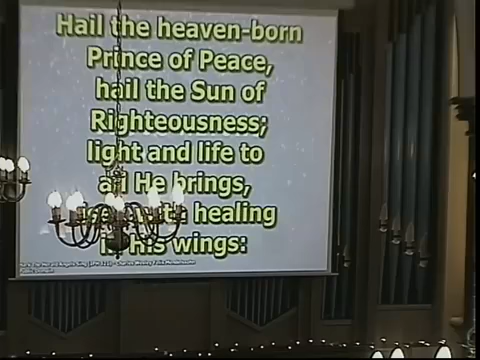 Hail the heaven-born
Prince of Peace,
hail the Sun of
Righteousness;
light and life to
all He brings,
healing
in his wings: